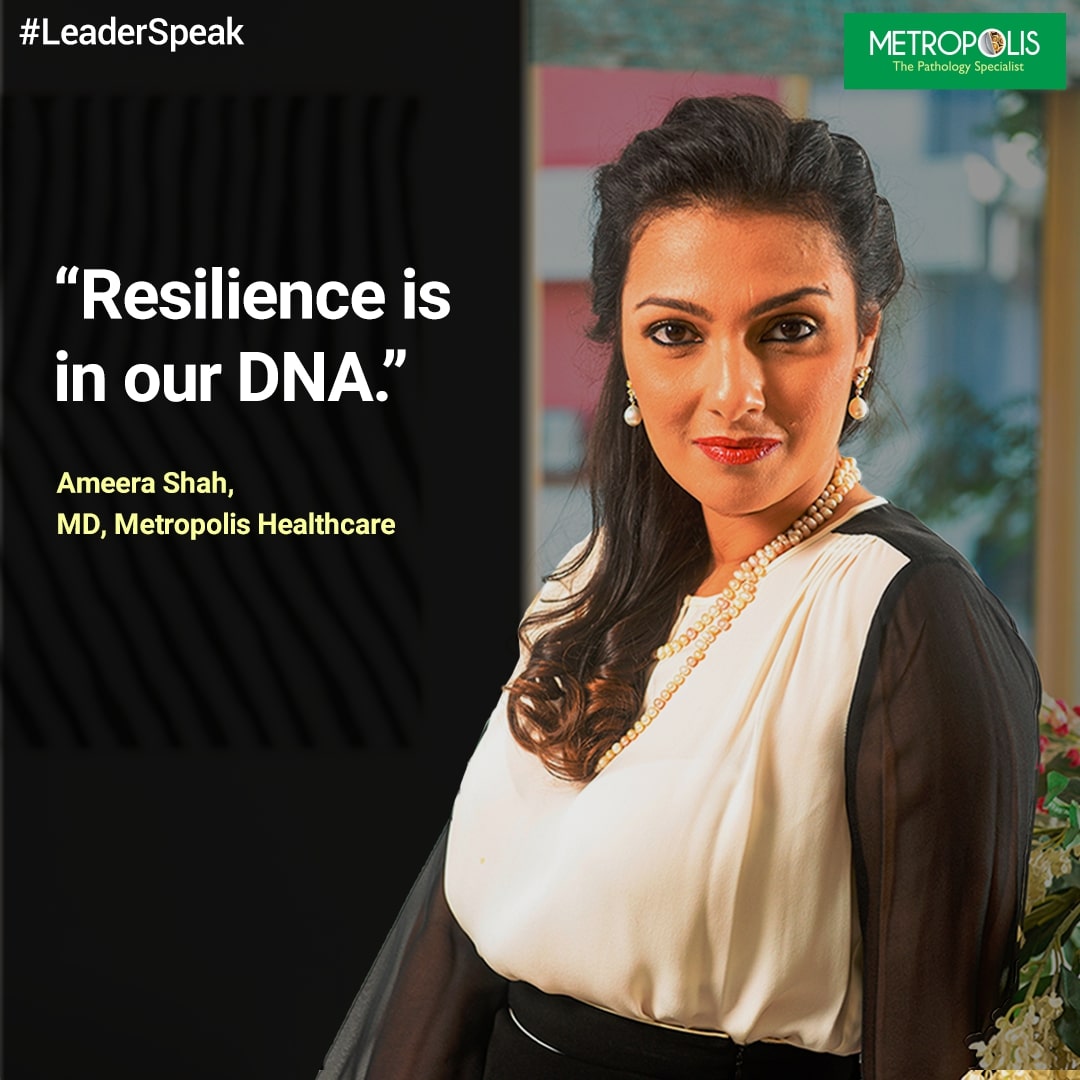 #LeaderSpeak
METROPOLIS
The Pathology Specialist
“Resilience is
in our DNA.”
Ameera Shah,
MD, Metropolis Healthcare